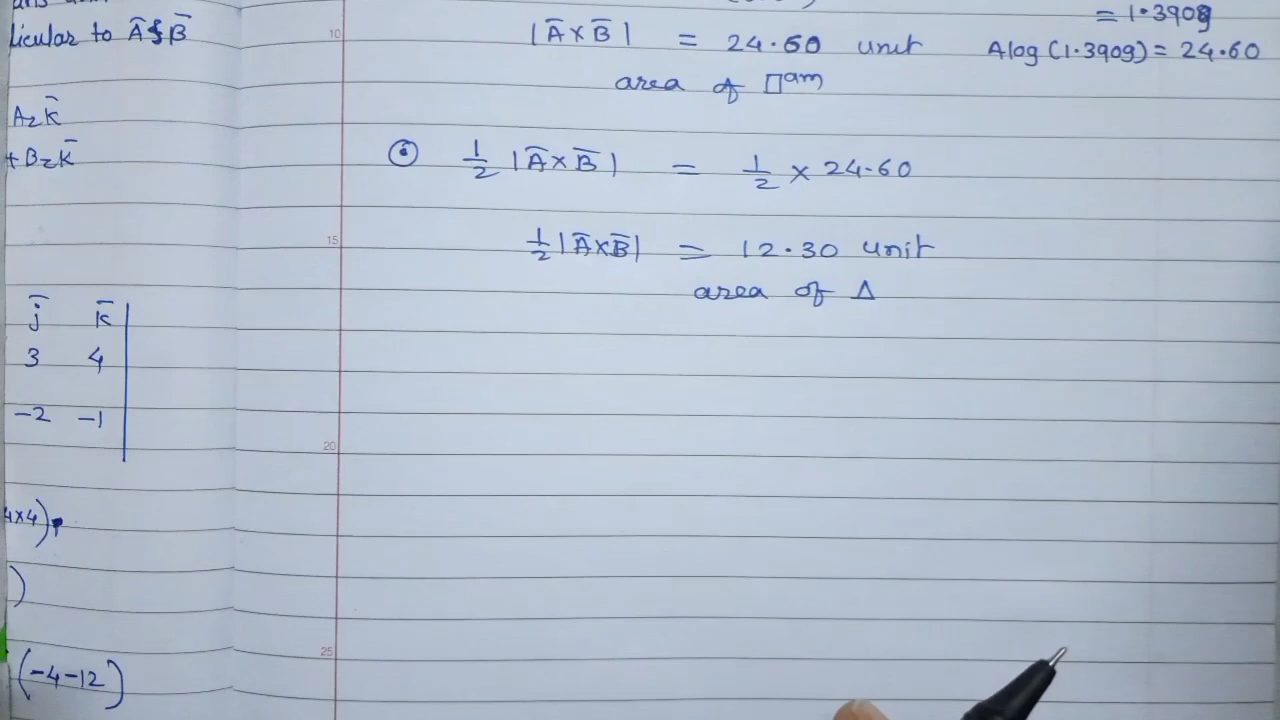 licular to A̅ & B̅
A₂k̅
+ B₂k̅
j̅ k̅
3 4
-2 -1
4×4),
)
(-4-12)
= 1.3909
|A̅×B̅| = 24.60 unit Alog (1.3909) = 24.60
area of ▯am
10
⊙ ½ |A̅×B̅| = ½ × 24.60
15
½|A̅×B̅| = 12.30 unit
area of Δ
20
25